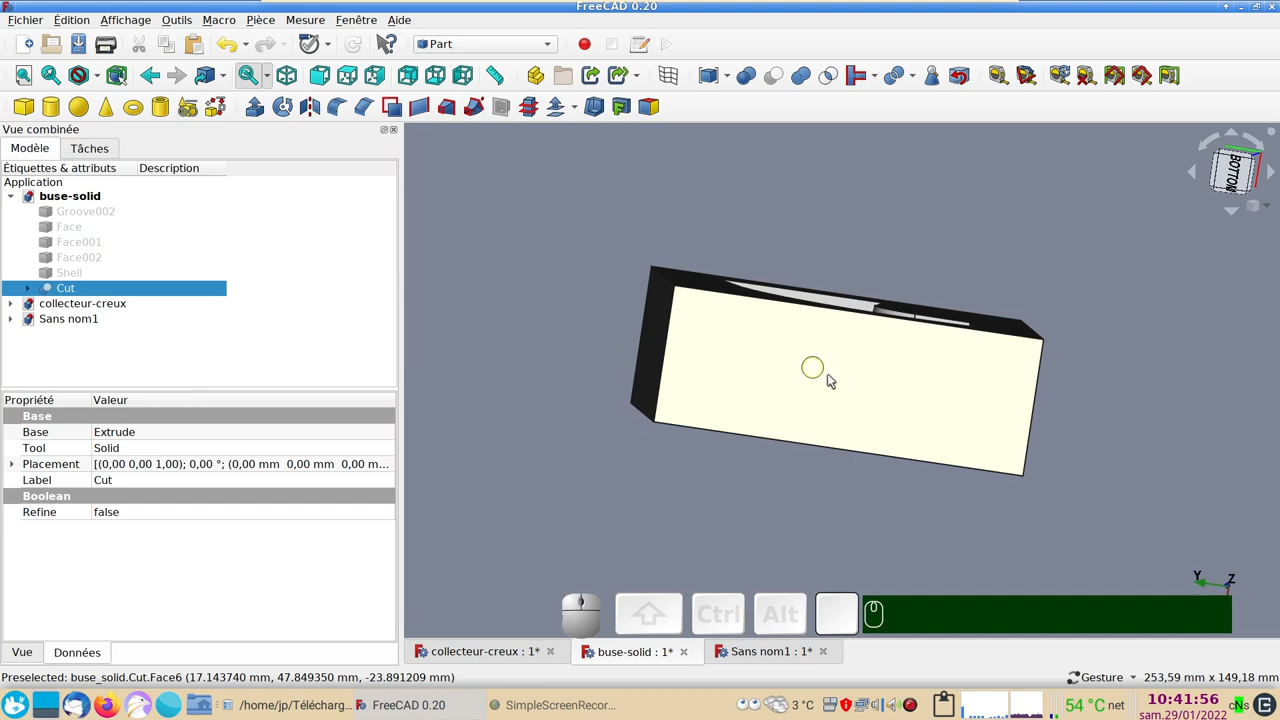 FreeCAD 0.20
Fichier Édition Affichage Outils Macro Pièce Mesure Fenêtre Aide
Part
Vue combinée
Modèle Tâches
Étiquettes & attributs Description
Application
buse-solid
Groove002
Face
Face001
Face002
Shell
Cut
collecteur-creux
Sans nom1
Propriété Valeur
Base
Base Extrude
Tool Solid
Placement [(0,00 0,00 1,00); 0,00 °; (0,00 mm 0,00 mm 0,00 m...
Label Cut
Boolean
Refine false
BOTTOM
Y Z
Ctrl Alt
Vue Données
collecteur-creux : 1* buse-solid : 1* Sans nom1 : 1*
Preselected: buse_solid.Cut.Face6 (17.143740 mm, 47.849350 mm, -23.891209 mm) Gesture 253,59 mm x 149,18 mm
/home/jp/Télécharg... FreeCAD 0.20 SimpleScreenRecor... 3 °C 54 °C net 10:41:56
sam.29/01/2022
cNs